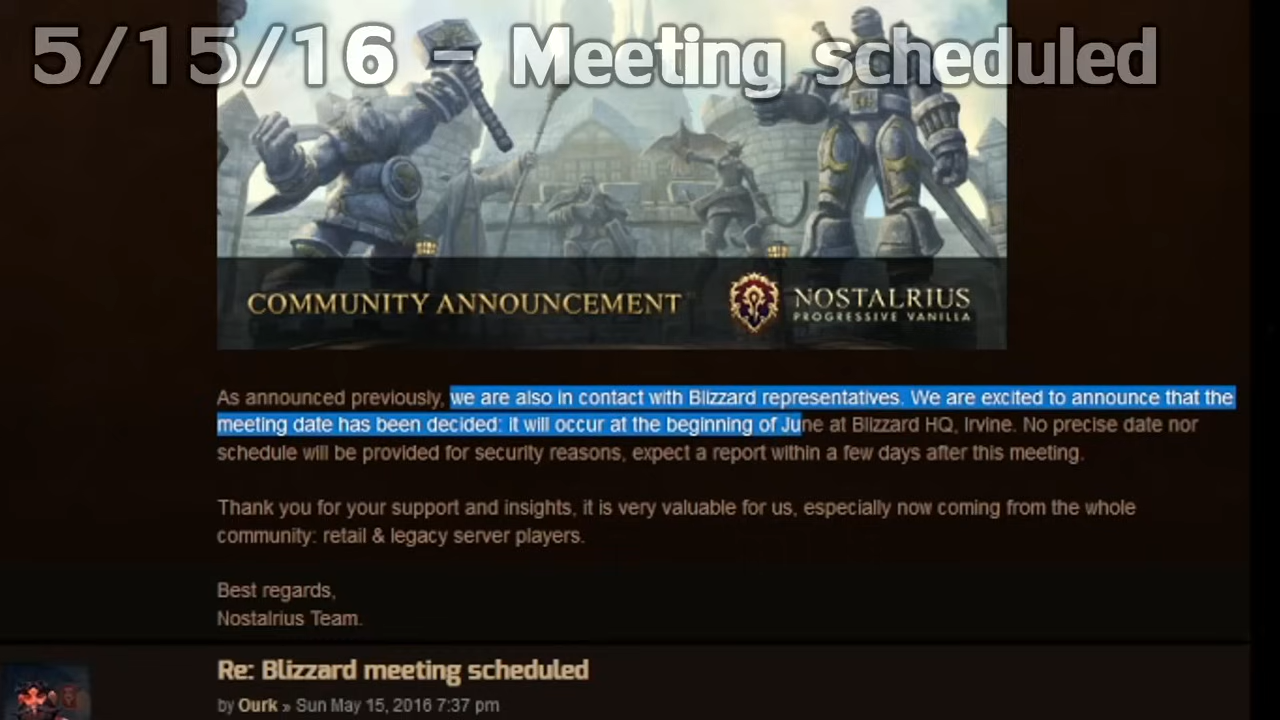 5/15/16 - Meeting scheduled
COMMUNITY ANNOUNCEMENT
NOSTALRIUS
PROGRESSIVE VANILLA
As announced previously, we are also in contact with Blizzard representatives. We are excited to announce that the
meeting date has been decided: it will occur at the beginning of June at Blizzard HQ, Irvine. No precise date nor
schedule will be provided for security reasons, expect a report within a few days after this meeting.
Thank you for your support and insights, it is very valuable for us, especially now coming from the whole
community: retail & legacy server players.
Best regards,
Nostalrius Team.
Re: Blizzard meeting scheduled
by Ourk » Sun May 15, 2016 7:37 pm